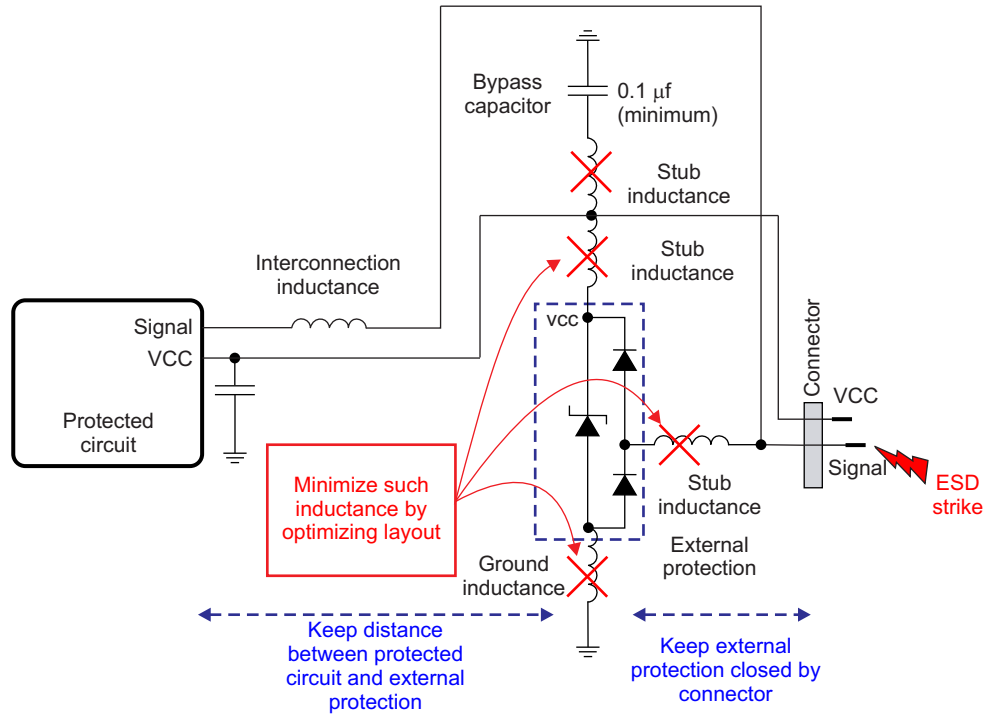 Bypass
capacitor
0.1 μf
(minimum)
Stub
inductance
Stub
inductance
Interconnection
inductance
Signal
VCC
Protected
circuit
vcc
Connector
VCC
Signal
ESD
strike
Minimize such
inductance by
optimizing layout
Stub
inductance
External
protection
Ground
inductance
Keep distance
between protected
circuit and external
protection
Keep external
protection closed by
connector